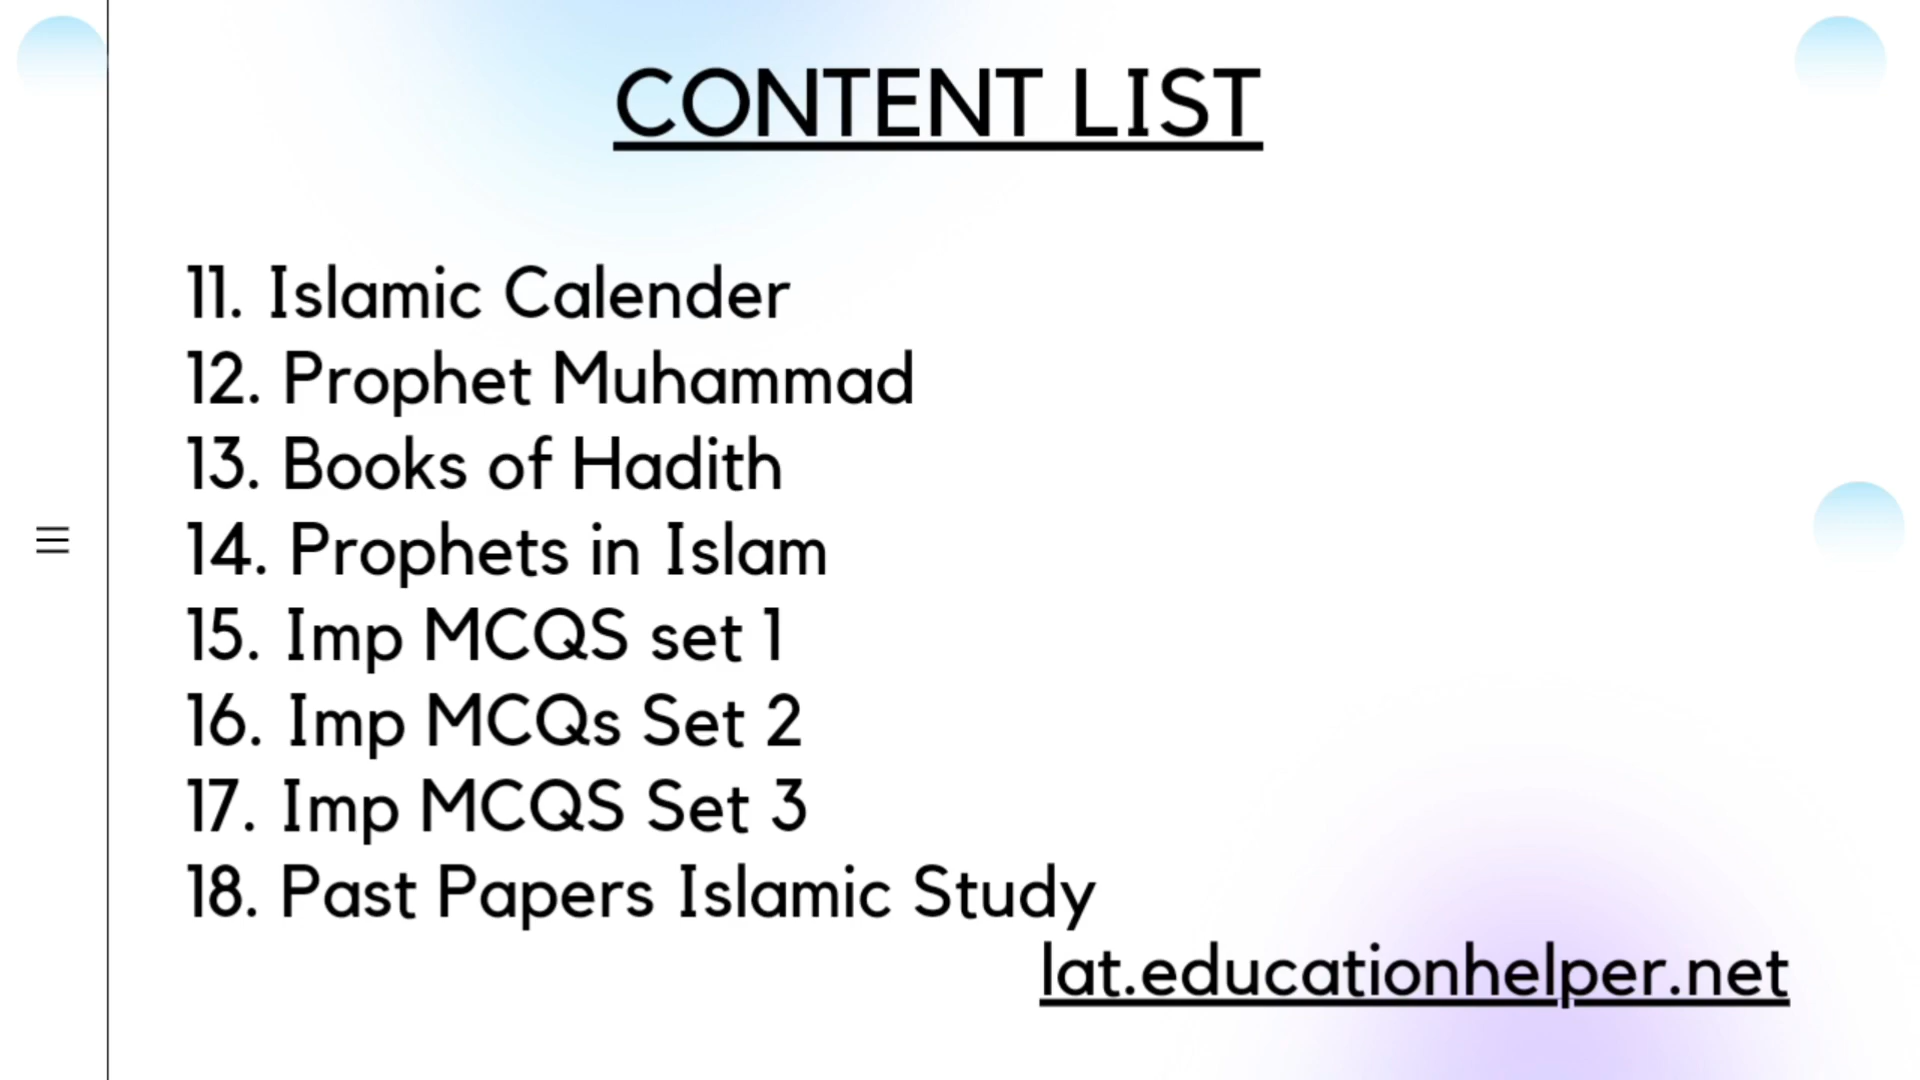 CONTENT LIST
11. Islamic Calender
12. Prophet Muhammad
13. Books of Hadith
14. Prophets in Islam
15. Imp MCQS set 1
16. Imp MCQs Set 2
17. Imp MCQS Set 3
18. Past Papers Islamic Study
lat.educationhelper.net